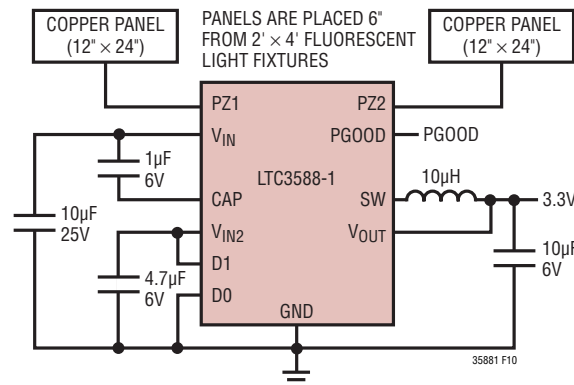 COPPER PANEL
(12" × 24")
PANELS ARE PLACED 6"
FROM 2' × 4' FLUORESCENT
LIGHT FIXTURES
COPPER PANEL
(12" × 24")
PZ1
PZ2
VIN
PGOOD
PGOOD
1µF
6V
LTC3588-1
10µH
CAP
SW
3.3V
10µF
25V
VIN2
VOUT
10µF
6V
4.7µF
6V
D1
D0
GND
35881 F10